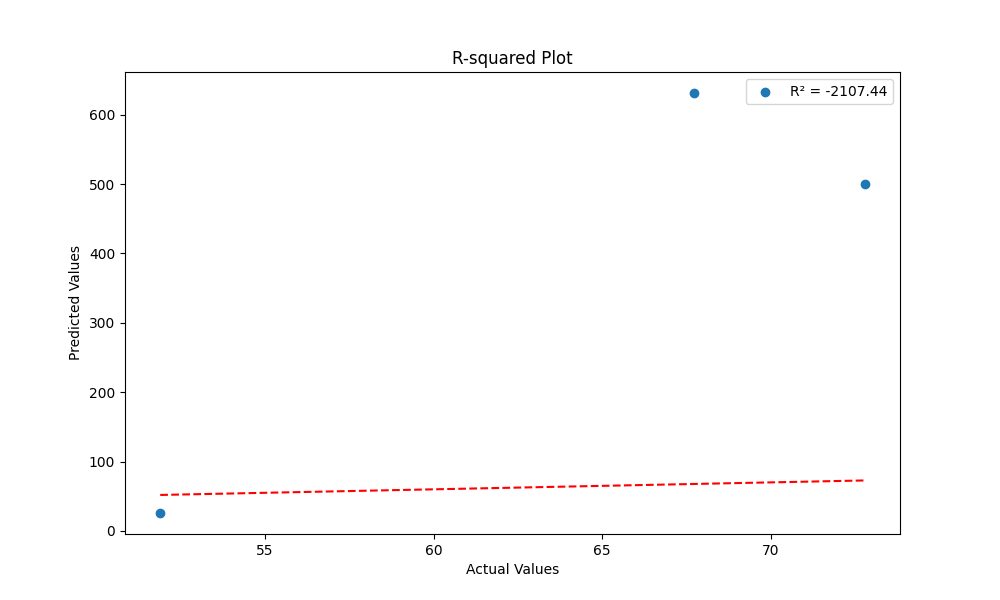 R-squared Plot
R² = -2107.44
600
500
400
300
200
100
0
Predicted Values
55
60
65
70
Actual Values